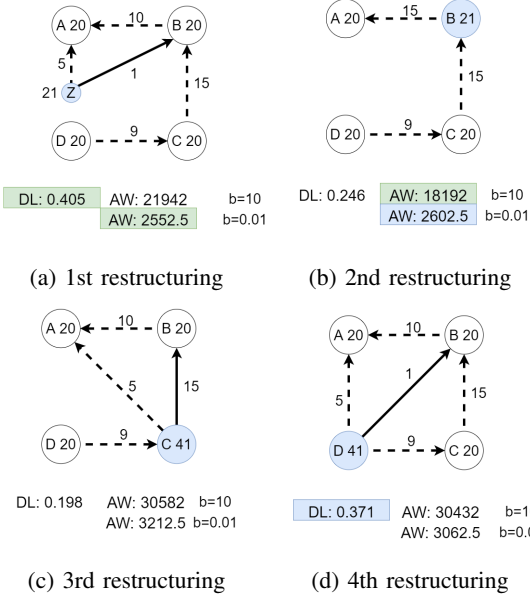 A 20 10 B 20
5
21 Z 1 15
D 20 9 C 20
DL: 0.405 AW: 21942 b=10
AW: 2552.5 b=0.01
(a) 1st restructuring
A 20 15 B 21
15
D 20 9 C 20
DL: 0.246 AW: 18192 b=10
AW: 2602.5 b=0.01
(b) 2nd restructuring
A 20 10 B 20
5 15
D 20 9 C 41
DL: 0.198 AW: 30582 b=10
AW: 3212.5 b=0.01
(c) 3rd restructuring
A 20 10 B 20
1
5 15
D 41 9 C 20
DL: 0.371 AW: 30432 b=1
AW: 3062.5 b=0.0
(d) 4th restructuring